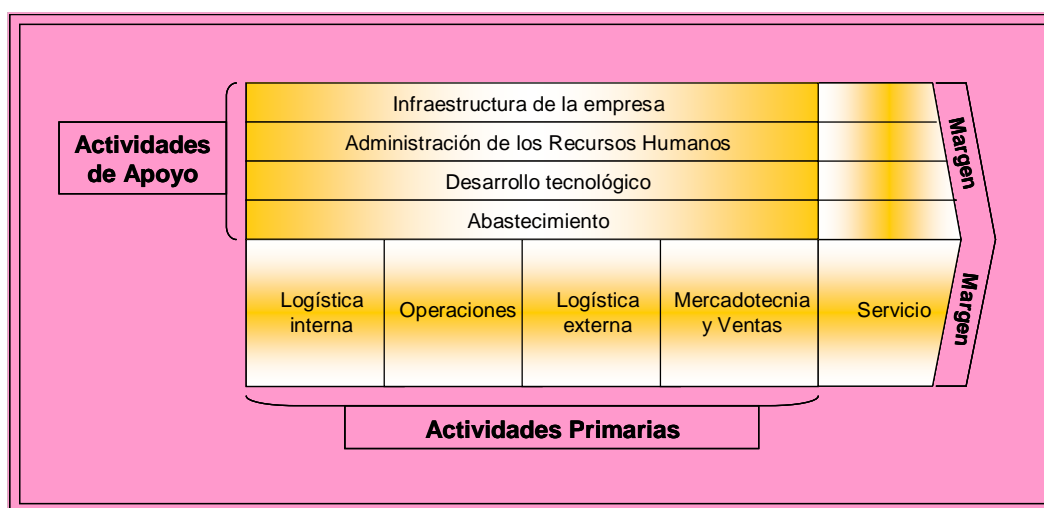 Infraestructura de la empresa
Administración de los Recursos Humanos
Desarrollo tecnológico
Abastecimiento
Actividades
de Apoyo
Margen
Logística
interna
Operaciones
Logística
externa
Mercadotecnia
y Ventas
Servicio
Margen
Actividades Primarias